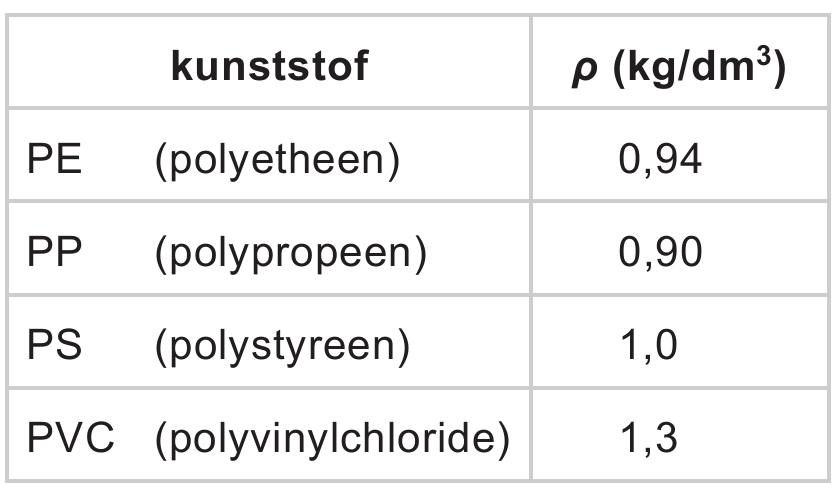 kunststof ρ (kg/dm³)
PE (polyetheen) 0,94
PP (polypropeen) 0,90
PS (polystyreen) 1,0
PVC (polyvinylchloride) 1,3